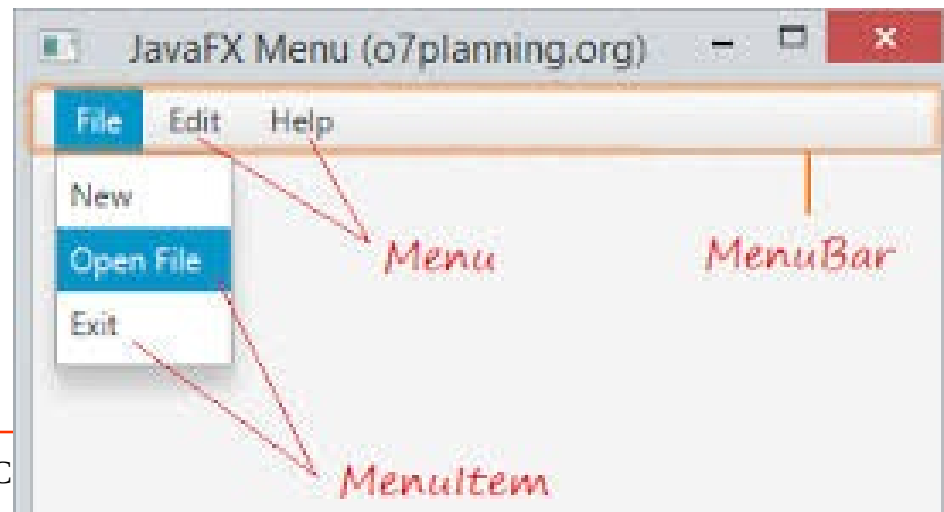 JavaFX Menu (o7planning.org)
File Edit Help
New
Open File
Exit
Menu
MenuBar
MenuItem
C